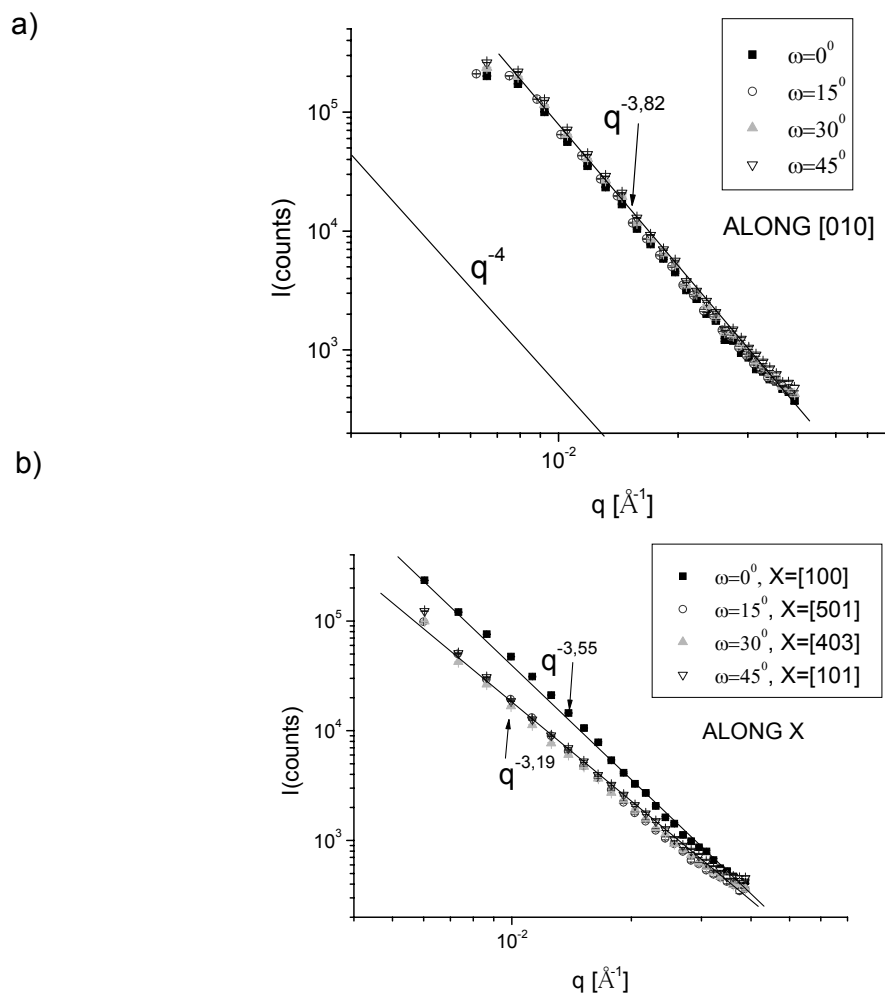 a)
ω=0⁰
ω=15⁰
ω=30⁰
ω=45⁰
10⁵
10⁴
10³
q⁻³,⁸²
q⁻⁴
ALONG [010]
I(counts)
10⁻²
q [Å⁻¹]
b)
ω=0⁰, X=[100]
ω=15⁰, X=[501]
ω=30⁰, X=[403]
ω=45⁰, X=[101]
10⁵
10⁴
10³
q⁻³,⁵⁵
q⁻³,¹⁹
ALONG X
I(counts)
10⁻²
q [Å⁻¹]